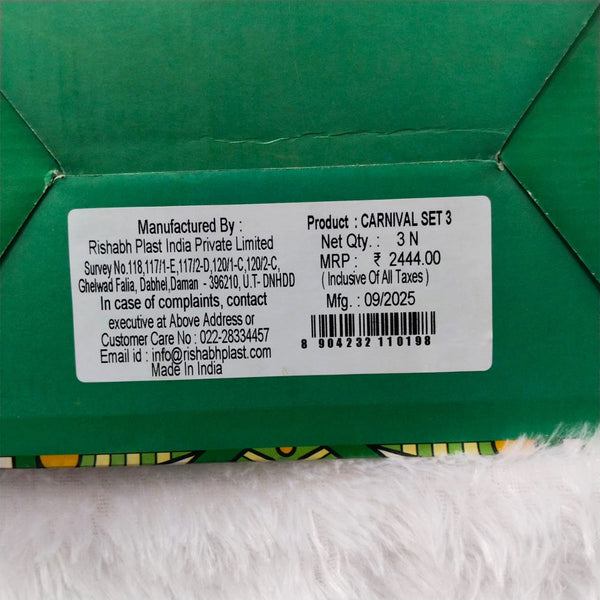 Manufactured By :
Rishabh Plast India Private Limited
Survey No.118,117/1-E,117/2-D,120/1-C,120/2-C,
Ghelwad Falia, Dabhel,Daman - 396210, U.T- DNHDD
In case of complaints, contact
executive at Above Address or
Customer Care No : 022-28334457
Email id : info@rishabhplast.com
Made In India
Product : CARNIVAL SET 3
Net Qty. : 3 N
MRP : ₹ 2444.00
( Inclusive Of All Taxes )
Mfg. : 09/2025
8 904232 110198